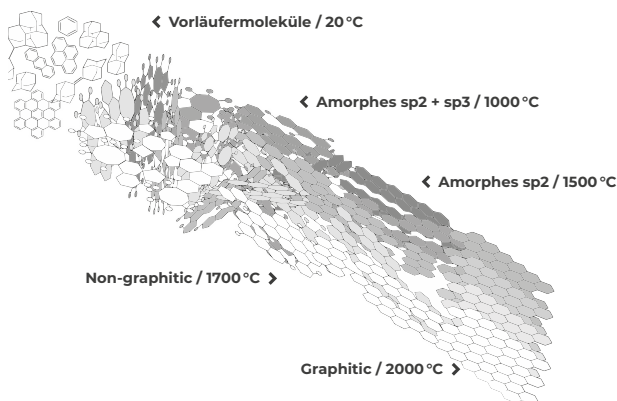 Vorläufermoleküle / 20 °C
Amorphes sp2 + sp3 / 1000 °C
Amorphes sp2 / 1500 °C
Non-graphitic / 1700 °C
Graphitic / 2000 °C